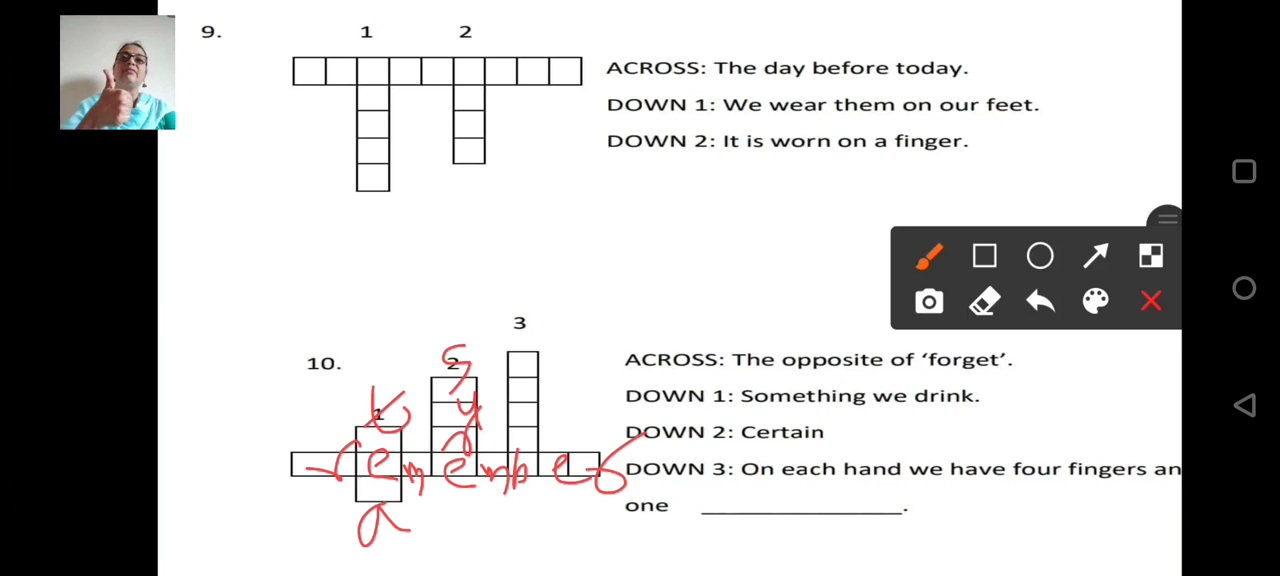 9.
1 2
ACROSS: The day before today.
DOWN 1: We wear them on our feet.
DOWN 2: It is worn on a finger.
3
10.
2
1
ACROSS: The opposite of ‘forget’.
DOWN 1: Something we drink.
DOWN 2: Certain
DOWN 3: On each hand we have four fingers an
one ____________________.
s
t u
r
remember
a